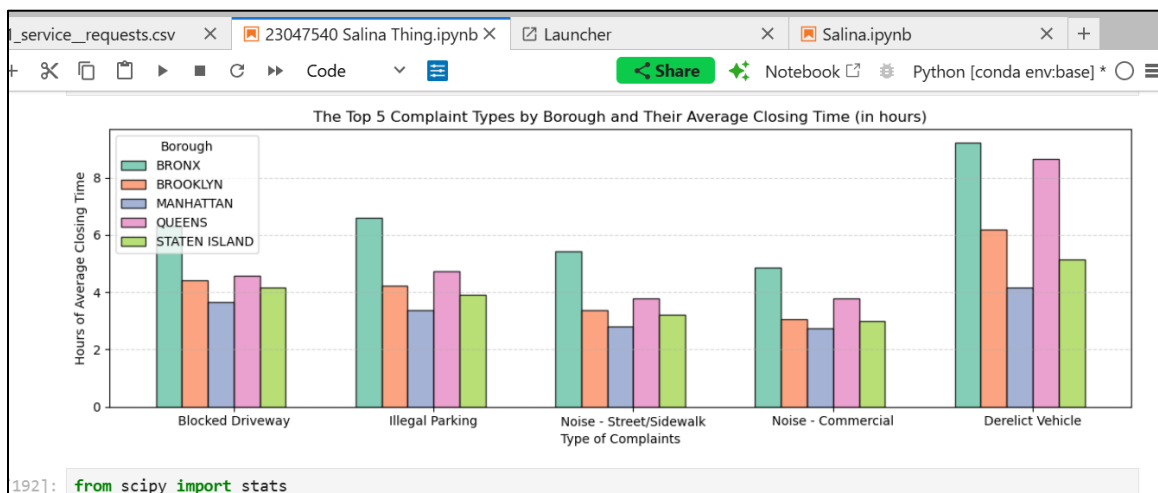 1_service__requests.csv × 23047540 Salina Thing.ipynb × Launcher × Salina.ipynb × +
Code Share Notebook Python [conda env:base] *
The Top 5 Complaint Types by Borough and Their Average Closing Time (in hours)
Hours of Average Closing Time
8
6
4
2
0
Borough
BRONX
BROOKLYN
MANHATTAN
QUEENS
STATEN ISLAND
Blocked Driveway Illegal Parking Noise - Street/Sidewalk Noise - Commercial Derelict Vehicle
Type of Complaints
192]: from scipy import stats